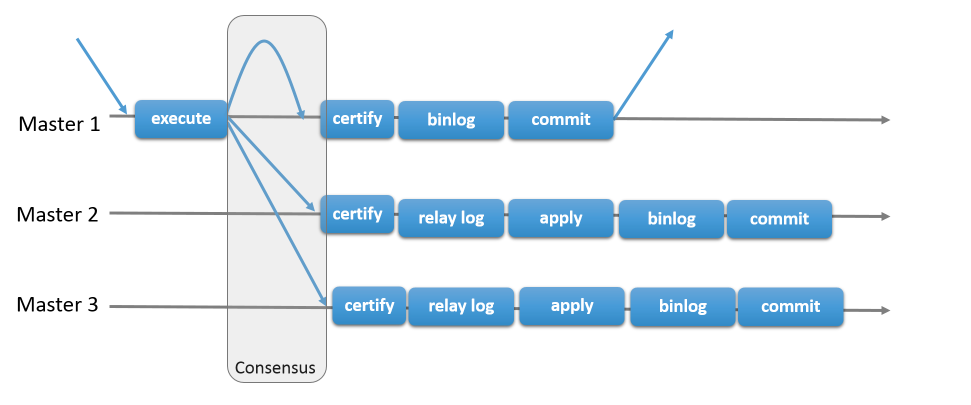 Master 1 execute certify binlog commit
Master 2 certify relay log apply binlog commit
Master 3 certify relay log apply binlog commit
Consensus